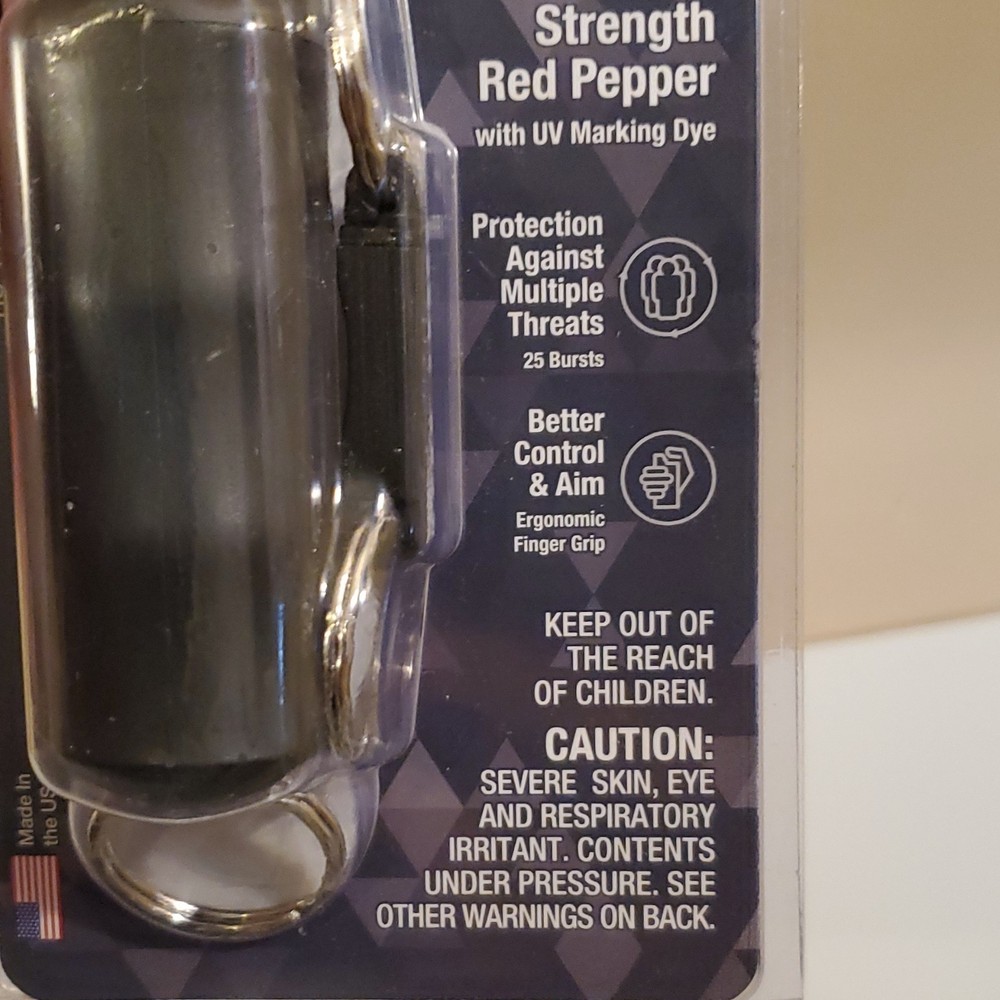 Strength
Red Pepper
with UV Marking Dye
Protection
Against
Multiple
Threats
25 Bursts
Better
Control
& Aim
Ergonomic
Finger Grip
KEEP OUT OF
THE REACH
OF CHILDREN.
CAUTION:
SEVERE SKIN, EYE
AND RESPIRATORY
IRRITANT. CONTENTS
UNDER PRESSURE. SEE
OTHER WARNINGS ON BACK.
Made In
the US